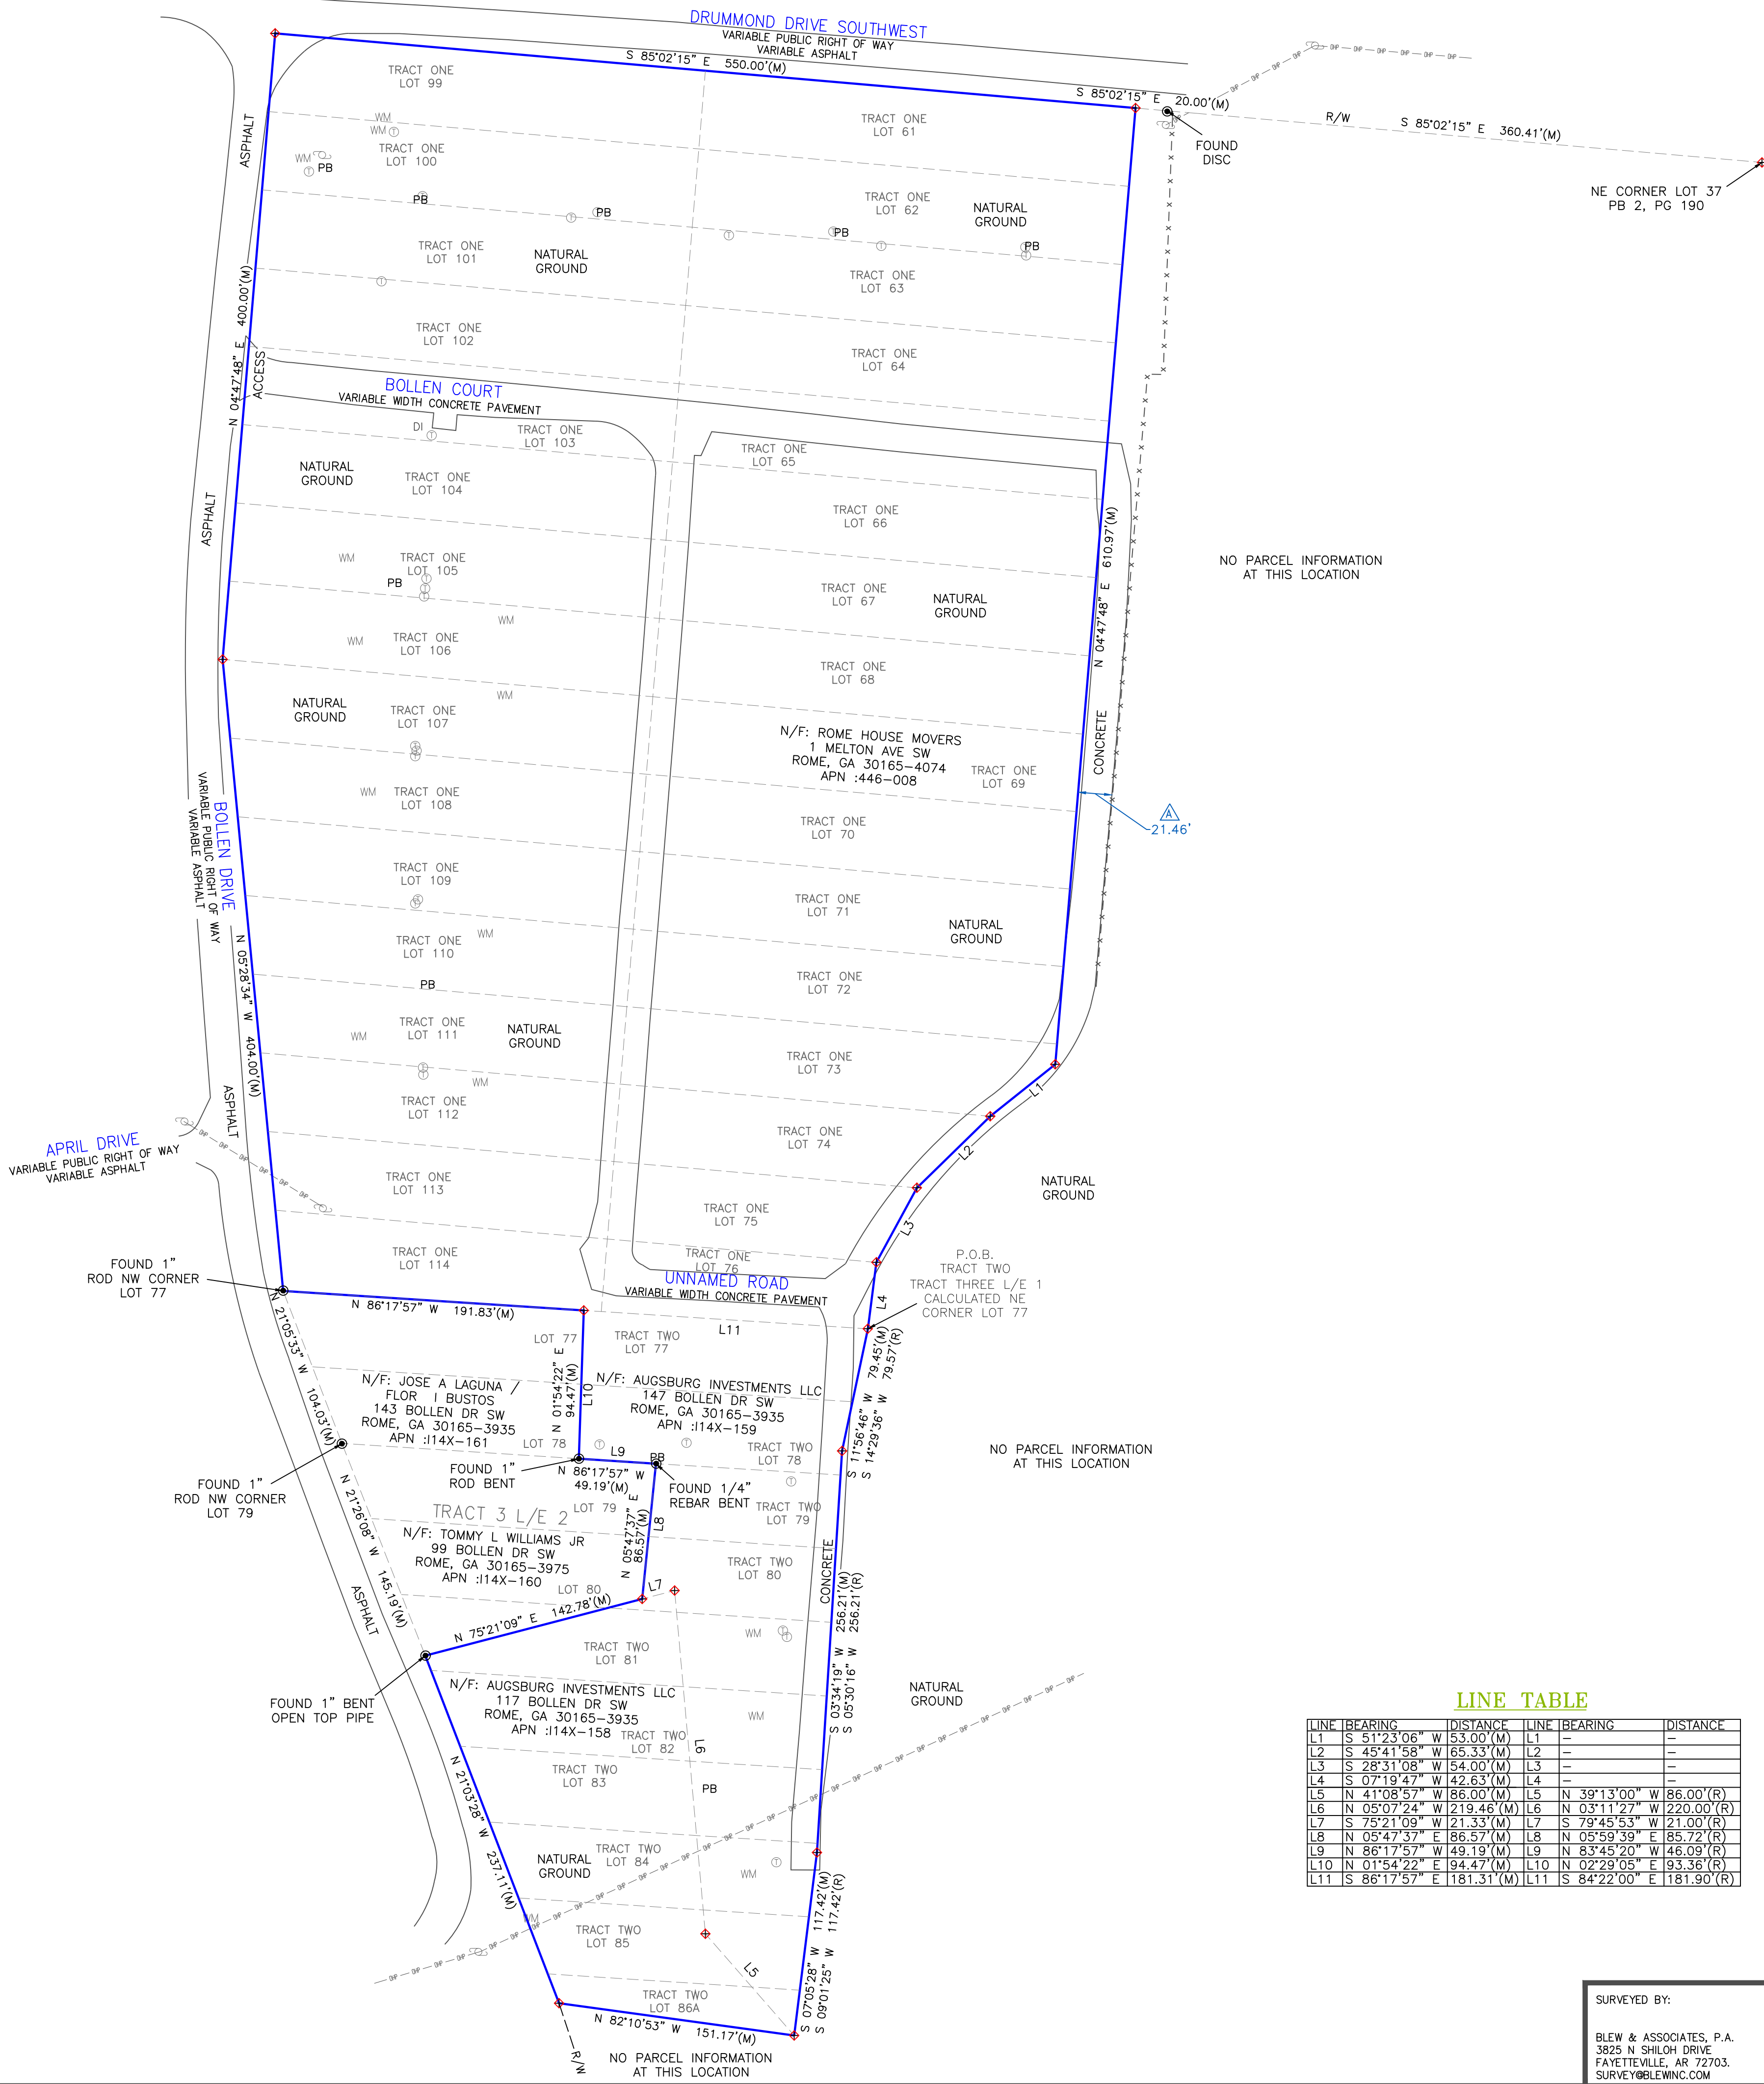 DRUMMOND DRIVE SOUTHWEST
VARIABLE PUBLIC RIGHT OF WAY
VARIABLE ASPHALT
S 85°02'15" E 550.00'(M)
S 85°02'15" E 20.00'(M)
R/W
S 85°02'15" E 360.41'(M)
FOUND
DISC
NE CORNER LOT 37
PB 2, PG 190
TRACT ONE
LOT 99
TRACT ONE
LOT 61
WM
WM
T
TRACT ONE
LOT 100
WM
PB
T
ASPHALT
TRACT ONE
LOT 62
NATURAL
GROUND
PB
T
PB
T
PB
T
PB
T
T
TRACT ONE
LOT 101
NATURAL
GROUND
TRACT ONE
LOT 63
T
N 04°47'48" E 400.00'(M)
TRACT ONE
LOT 102
TRACT ONE
LOT 64
ACCESS
BOLLEN COURT
VARIABLE WIDTH CONCRETE PAVEMENT
DI
T
TRACT ONE
LOT 103
TRACT ONE
LOT 65
NATURAL
GROUND
TRACT ONE
LOT 104
ASPHALT
TRACT ONE
LOT 66
N 04°47'48" E 610.97'(M)
NO PARCEL INFORMATION
AT THIS LOCATION
WM
TRACT ONE
LOT 105
PB
T
T
T
TRACT ONE
LOT 67
NATURAL
GROUND
WM
WM
TRACT ONE
LOT 106
TRACT ONE
LOT 68
WM
NATURAL
GROUND
TRACT ONE
LOT 107
N/F: ROME HOUSE MOVERS
1 MELTON AVE SW
ROME, GA 30165-4074
APN :446-008
TRACT ONE
LOT 69
CONCRETE
A
21.46'
WM
TRACT ONE
LOT 108
TRACT ONE
LOT 70
BOLLEN DRIVE
VARIABLE PUBLIC RIGHT OF WAY
VARIABLE ASPHALT
TRACT ONE
LOT 109
TRACT ONE
LOT 71
NATURAL
GROUND
WM
TRACT ONE
LOT 110
N 05°28'34" W 404.00'(M)
TRACT ONE
LOT 72
PB
TRACT ONE
LOT 111
WM
NATURAL
GROUND
TRACT ONE
LOT 73
T
T
WM
L1
TRACT ONE
LOT 112
ASPHALT
TRACT ONE
LOT 74
L2
APRIL DRIVE
VARIABLE PUBLIC RIGHT OF WAY
VARIABLE ASPHALT
TRACT ONE
LOT 113
NATURAL
GROUND
TRACT ONE
LOT 75
L3
TRACT ONE
LOT 114
TRACT ONE
LOT 76
P.O.B.
TRACT TWO
TRACT THREE L/E 1
CALCULATED NE
CORNER LOT 77
FOUND 1"
ROD NW CORNER
LOT 77
UNNAMED ROAD
VARIABLE WIDTH CONCRETE PAVEMENT
L4
N 86°17'57" W 191.83'(M)
L11
N 21°05'33" W 104.03'(M)
LOT 77
TRACT TWO
LOT 77
S 11°56'46" W 79.45'(M)
S 14°29'36" W 79.57'(R)
N 01°54'22" E
94.47'(M)
L10
N/F: JOSE A LAGUNA /
FLOR I BUSTOS
143 BOLLEN DR SW
ROME, GA 30165-3935
APN :I14X-161
N/F: AUGSBURG INVESTMENTS LLC
147 BOLLEN DR SW
ROME, GA 30165-3935
APN :I14X-159
LOT 78
T
T
L9
PB
TRACT TWO
LOT 78
NO PARCEL INFORMATION
AT THIS LOCATION
FOUND 1"
ROD BENT
N 86°17'57" W
49.19'(M)
FOUND 1/4"
REBAR BENT
T
FOUND 1"
ROD NW CORNER
LOT 79
LOT 79
TRACT TWO
LOT 79
TRACT 3 L/E 2
N 05°47'37" E
86.57'(M)
L8
N 21°26'08" W 145.19'(M)
N/F: TOMMY L WILLIAMS JR
99 BOLLEN DR SW
ROME, GA 30165-3975
APN :I14X-160
CONCRETE
TRACT TWO
LOT 80
LOT 80
L7
ASPHALT
N 75°21'09" E 142.78'(M)
S 03°34'19" W 256.21'(M)
S 05°30'16" W 256.21'(R)
WM
T
T
TRACT TWO
LOT 81
FOUND 1" BENT
OPEN TOP PIPE
N/F: AUGSBURG INVESTMENTS LLC
117 BOLLEN DR SW
ROME, GA 30165-3935
APN :I14X-158
NATURAL
GROUND
WM
TRACT TWO
LOT 82
L6
TRACT TWO
LOT 83
PB
N 21°03'28" W 237.11'(M)
NATURAL
GROUND
TRACT TWO
LOT 84
T
WM
WM
TRACT TWO
LOT 85
S 07°05'28" W 117.42'(M)
S 09°01'25" W 117.42'(R)
L5
TRACT TWO
LOT 86A
N 82°10'53" W 151.17'(M)
R/W
NO PARCEL INFORMATION
AT THIS LOCATION
LINE TABLE
LINE BEARING DISTANCE LINE BEARING DISTANCE
L1 S 51°23'06" W 53.00'(M) L1 – –
L2 S 45°41'58" W 65.33'(M) L2 – –
L3 S 28°31'08" W 54.00'(M) L3 – –
L4 S 07°19'47" W 42.63'(M) L4 – –
L5 N 41°08'57" W 86.00'(M) L5 N 39°13'00" W 86.00'(R)
L6 N 05°07'24" W 219.46'(M) L6 N 03°11'27" W 220.00'(R)
L7 S 75°21'09" W 21.33'(M) L7 S 79°45'53" W 21.00'(R)
L8 N 05°47'37" E 86.57'(M) L8 N 05°59'39" E 85.72'(R)
L9 N 86°17'57" W 49.19'(M) L9 N 83°45'20" W 46.09'(R)
L10 N 01°54'22" E 94.47'(M) L10 N 02°29'05" E 93.36'(R)
L11 S 86°17'57" E 181.31'(M) L11 S 84°22'00" E 181.90'(R)
SURVEYED BY:
BLEW & ASSOCIATES, P.A.
3825 N SHILOH DRIVE
FAYETTEVILLE, AR 72703.
SURVEY@BLEWINC.COM